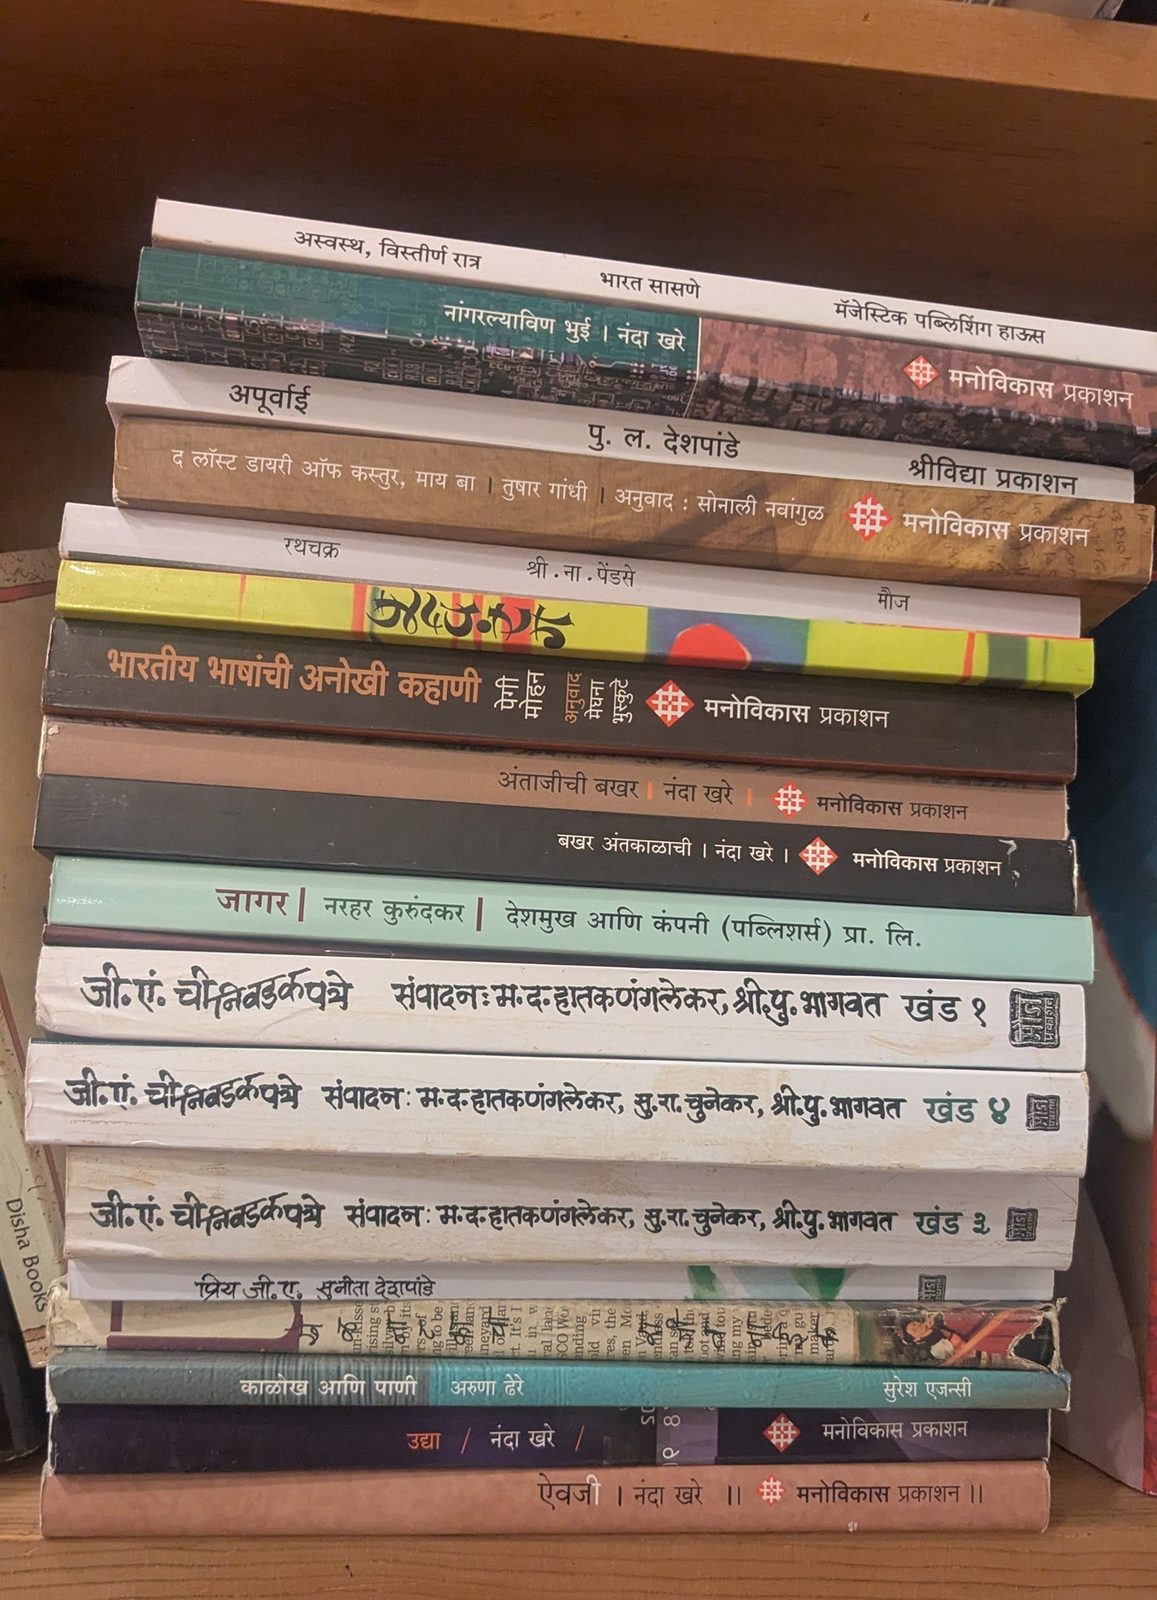 अस्वस्थ, विस्तीर्ण रात्र भारत सासणे मॅजेस्टिक पब्लिशिंग हाऊस
नांगरल्याविण भुई । नंदा खरे मनोविकास प्रकाशन
अपूर्वाई पु. ल. देशपांडे श्रीविद्या प्रकाशन
द लॉस्ट डायरी ऑफ कस्तुर, माय बा | तुषार गांधी | अनुवाद : सोनाली नवांगुळ मनोविकास प्रकाशन
रथचक्र श्री. ना. पेंडसे मौज
भारतीय भाषांची अनोखी कहाणी पेगी मोहन अनुवाद मेघना भुस्कुटे मनोविकास प्रकाशन
अंताजीची बखर | नंदा खरे | मनोविकास प्रकाशन
बखर अंतकाळाची । नंदा खरे । मनोविकास प्रकाशन
जागर | नरहर कुरुंदकर | देशमुख आणि कंपनी (पब्लिशर्स) प्रा. लि.
जी.एं. ची निवडक पत्रे संपादन: म.द.हातकणंगलेकर, श्री.पु.भागवत खंड १
जी.एं. ची निवडक पत्रे संपादन: म.द.हातकणंगलेकर, सु.रा.चुनेकर, श्री.पु.भागवत खंड ४
जी.एं. ची निवडक पत्रे संपादन: म.द.हातकणंगलेकर, सु.रा.चुनेकर, श्री.पु.भागवत खंड ३
प्रिय जी.ए. सुनीता देशपांडे
काळोख आणि पाणी अरुणा ढेरे सुरेश एजन्सी
उद्या / नंदा खरे / मनोविकास प्रकाशन
ऐवजी । नंदा खरे ।। मनोविकास प्रकाशन ।।
Disha Books